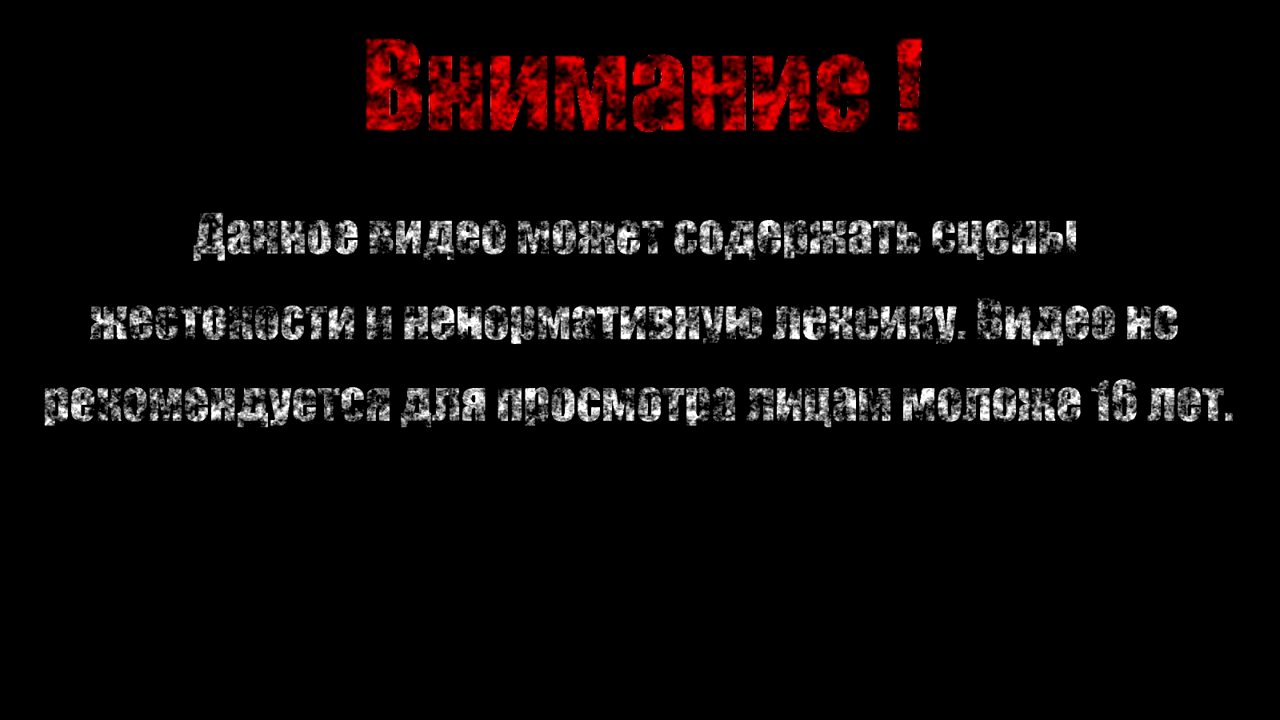 Внимание !
Данное видео может содержать сцены
жестокости и ненормативную лексику. Видео не
рекомендуется для просмотра лицам моложе 16 лет.